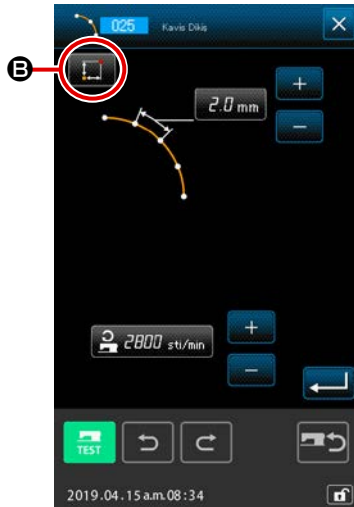 025 Kavis Dikiş
B
2.0 mm
2800 sti/min
TEST
2019.04.15 a.m. 08:34